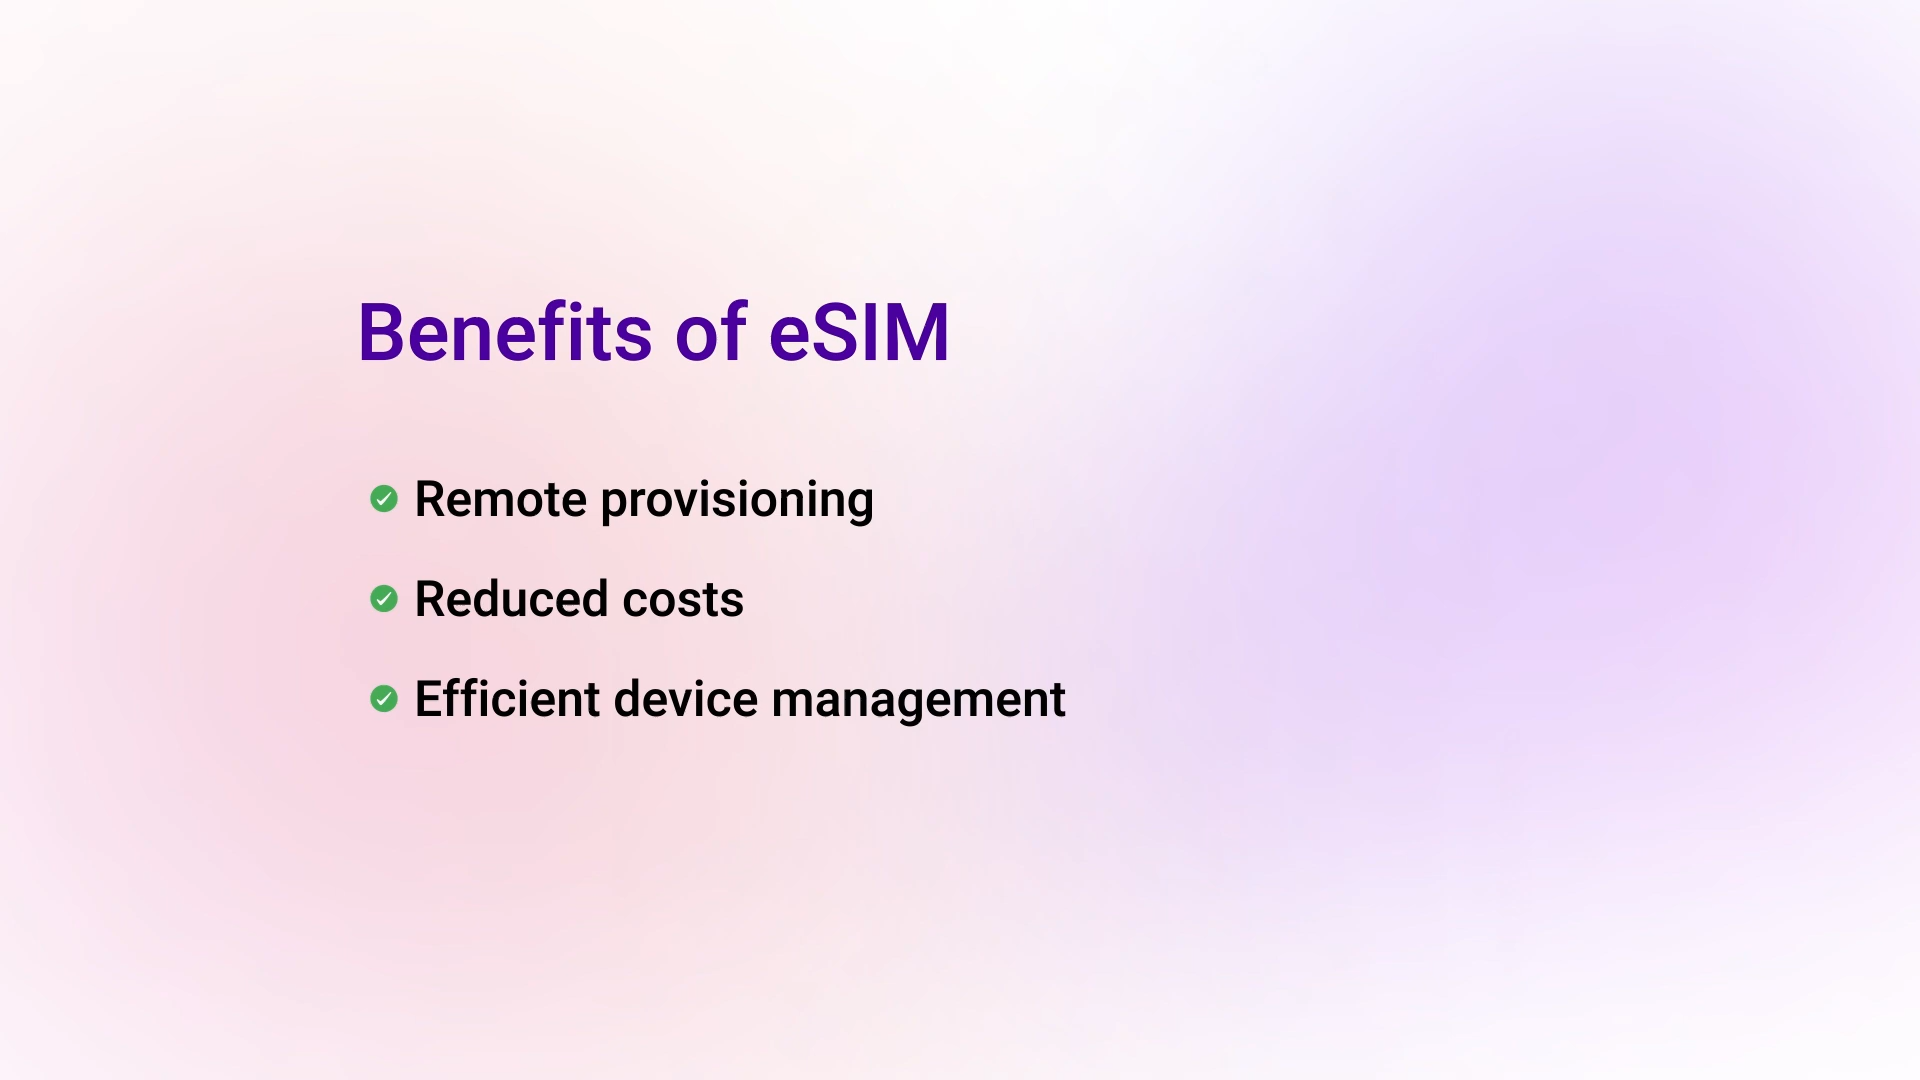 Benefits of eSIM
Remote provisioning
Reduced costs
Efficient device management